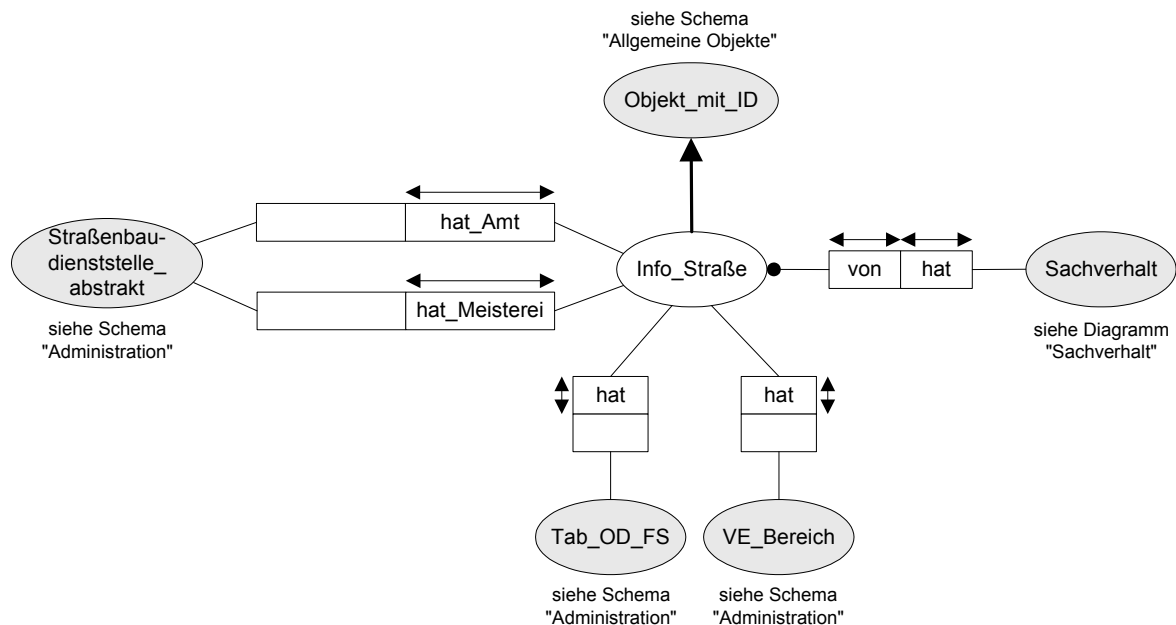 siehe Schema
"Allgemeine Objekte"
Objekt_mit_ID
Straßenbau-
dienststelle_
abstrakt
siehe Schema
"Administration"
hat_Amt
hat_Meisterei
Info_Straße
von
hat
Sachverhalt
siehe Diagramm
"Sachverhalt"
hat
hat
Tab_OD_FS
VE_Bereich
siehe Schema
"Administration"
siehe Schema
"Administration"